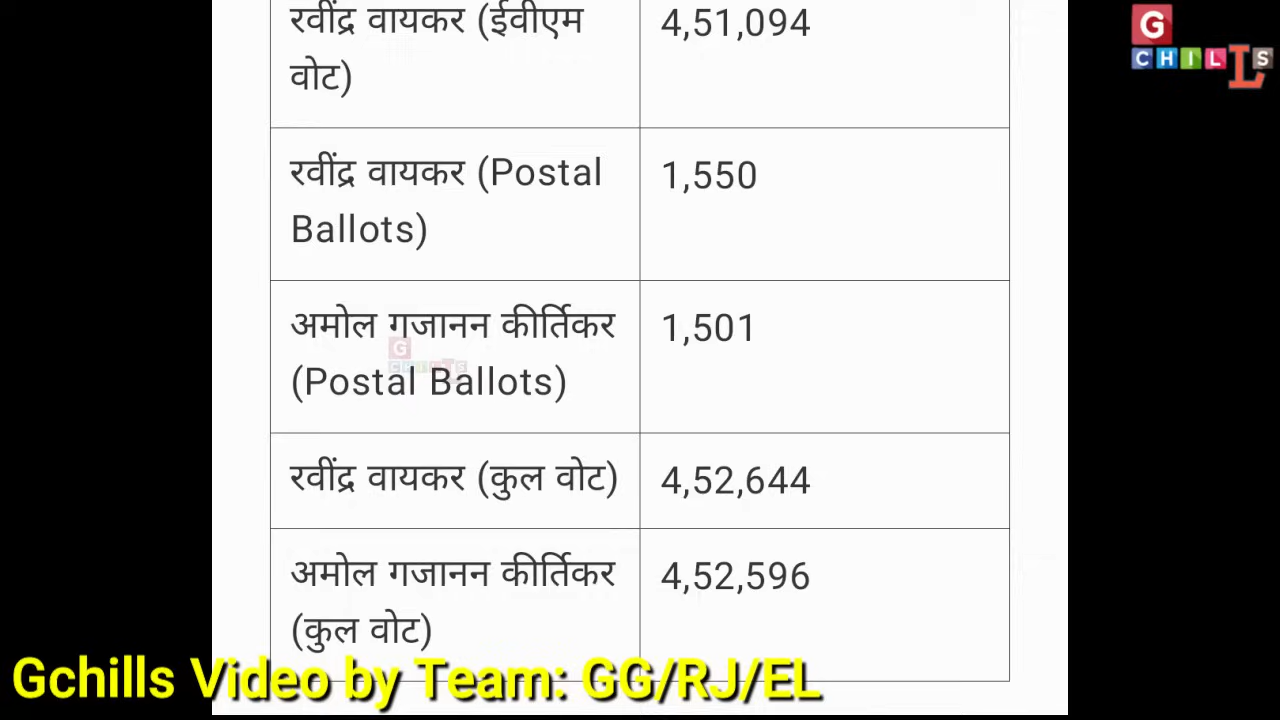 रवींद्र वायकर (ईवीएम
वोट)
4,51,094
G
CHILLS
रवींद्र वायकर (Postal
Ballots)
1,550
अमोल गजानन कीर्तिकर
(Postal Ballots)
1,501
G
CHILLS
रवींद्र वायकर (कुल वोट)
4,52,644
अमोल गजानन कीर्तिकर
(कुल वोट)
4,52,596
Gchills Video by Team: GG/RJ/EL